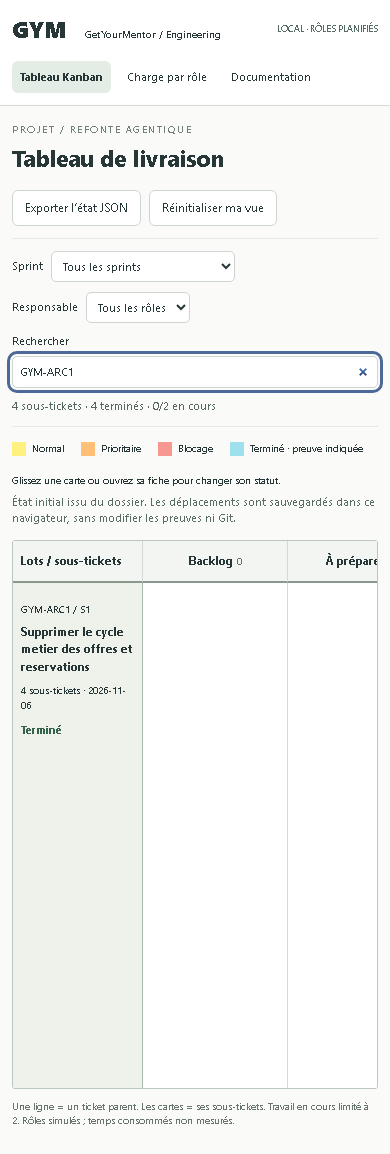 GYM
GetYourMentor / Engineering
LOCAL · RÔLES PLANIFIÉS
Tableau Kanban
Charge par rôle
Documentation
PROJET / REFONTE AGENTIQUE
Tableau de livraison
Exporter l'état JSON
Réinitialiser ma vue
Sprint
Tous les sprints
Responsable
Tous les rôles
Rechercher
GYM-ARC1
4 sous-tickets · 4 terminés · 0/2 en cours
Normal
Prioritaire
Blocage
Terminé · preuve indiquée
Glissez une carte ou ouvrez sa fiche pour changer son statut.
État initial issu du dossier. Les déplacements sont sauvegardés dans ce
navigateur, sans modifier les preuves ni Git.
Lots / sous-tickets
Backlog 0
À prépare
GYM-ARC1 / S1
Supprimer le cycle
metier des offres et
reservations
4 sous-tickets · 2026-11-
06
Terminé
Une ligne = un ticket parent. Les cartes = ses sous-tickets. Travail en cours limité à
2. Rôles simulés ; temps consommés non mesurés.